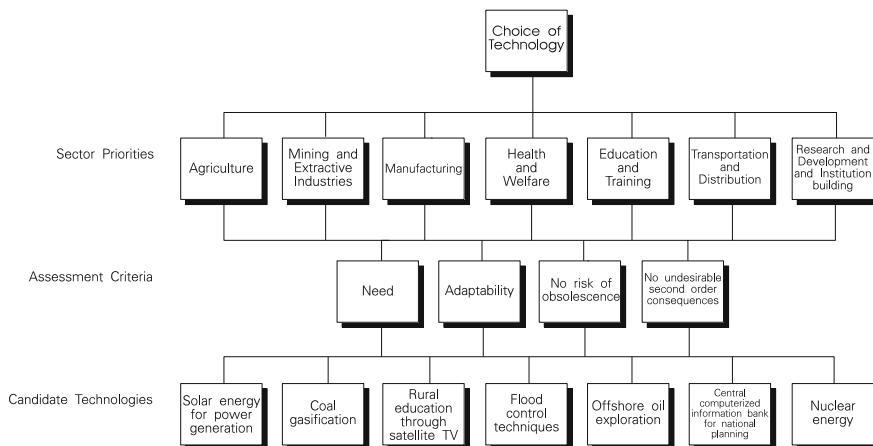 Choice of
Technology
Sector Priorities
Agriculture
Mining and
Extractive
Industries
Manufacturing
Health
and
Welfare
Education
and
Training
Transportation
and
Distribution
Research and
Development
and Institution
building
Assessment Criteria
Need
Adaptability
No risk of
obsolescence
No undesirable
second order
consequences
Candidate Technologies
Solar energy
for power
generation
Coal
gasification
Rural
education
through
satellite TV
Flood
control
techniques
Offshore oil
exploration
Central
computerized
information bank
for national
planning
Nuclear
energy